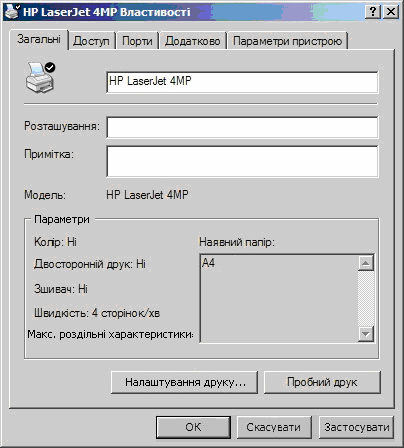 HP LaserJet 4MP Властивості
Загальні Доступ Порти Додатково Параметри пристрою
HP LaserJet 4MP
Розташування:
Примітка:
Модель: HP LaserJet 4MP
Параметри
Колір: Ні Наявний папір:
Двосторонній друк: Ні A4
Зшивач: Ні
Швидкість: 4 сторінок/хв
Макс. роздільні характеристики:
Налаштування друку... Пробний друк
ОК Скасувати Застосувати